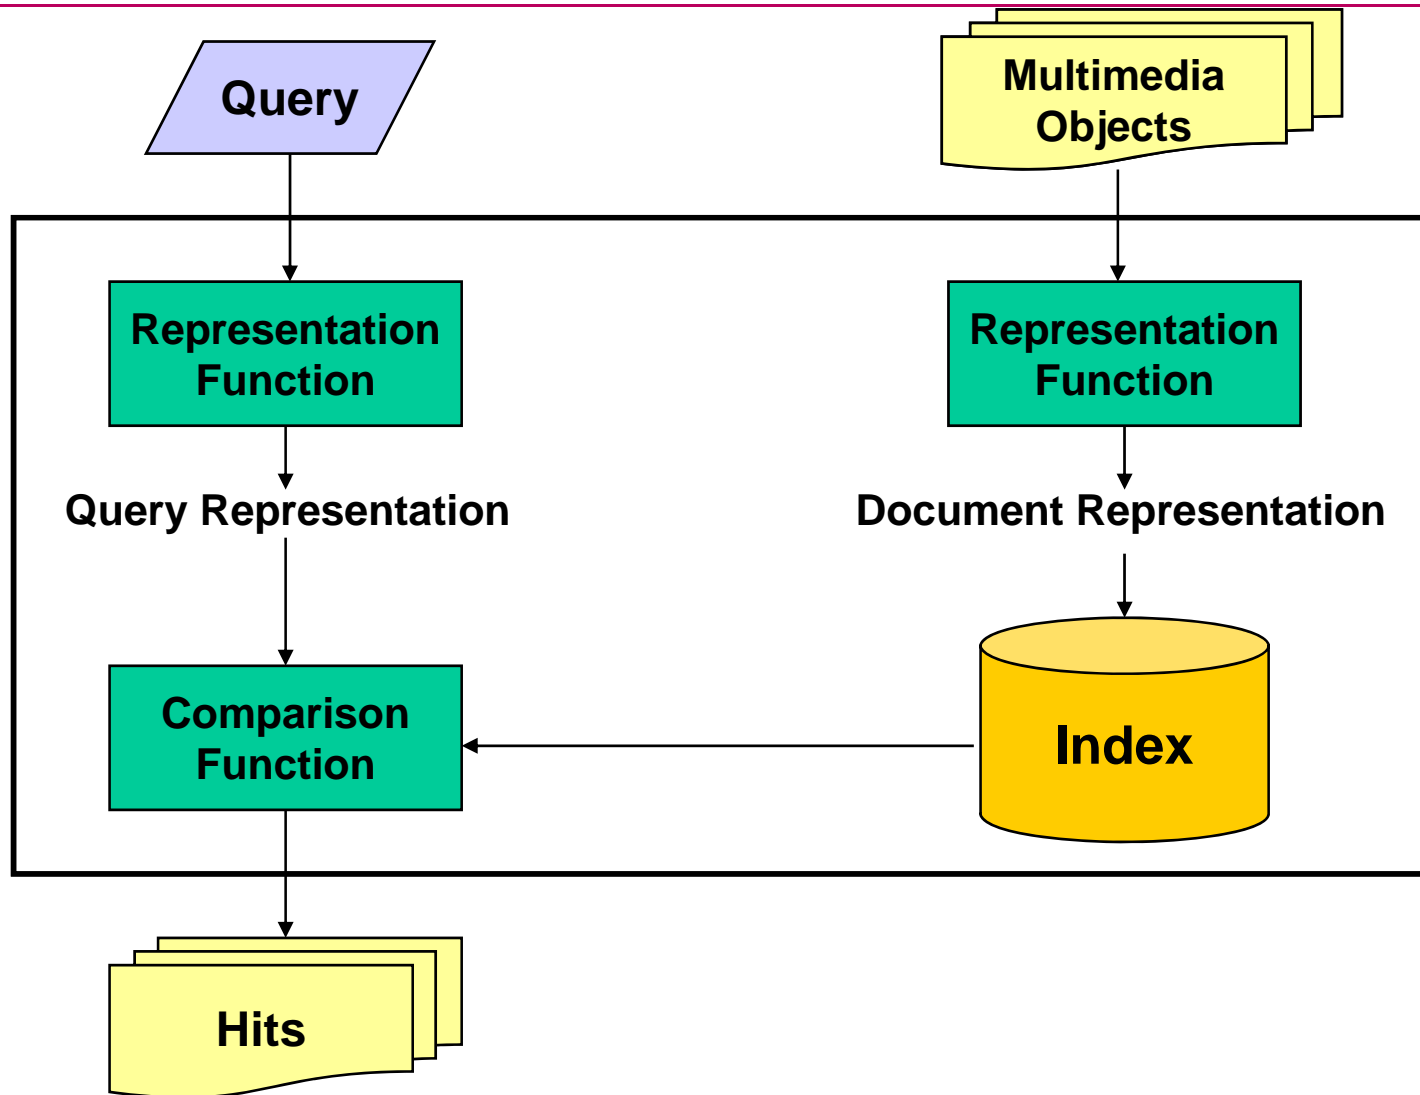 Query
Multimedia
Objects
Representation
Function
Representation
Function
Query Representation
Document Representation
Comparison
Function
Index
Hits